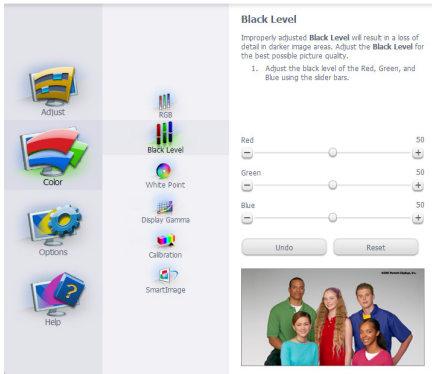 Adjust
Color
Options
Help
RGB
Black Level
White Point
Display Gamma
Calibration
SmartImage
Black Level
Improperly adjusted Black Level will result in a loss of
detail in darker image areas. Adjust the Black Level for
the best possible picture quality.
1. Adjust the black level of the Red, Green, and
Blue using the slider bars.
Red 50
Green 50
Blue 50
Undo Reset